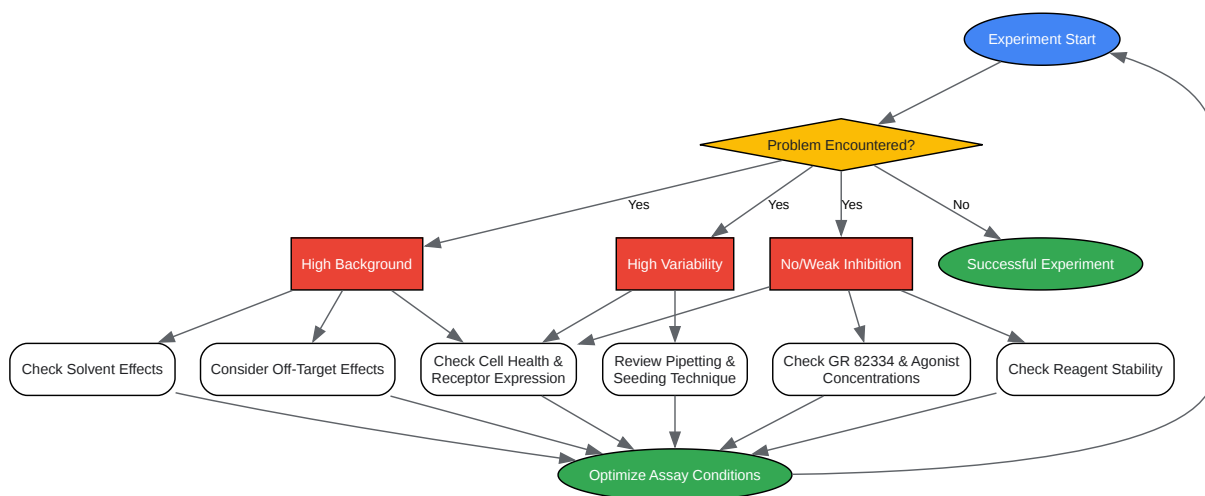 Experiment Start
Problem Encountered?
Yes
Yes
Yes
No
High Background
High Variability
No/Weak Inhibition
Successful Experiment
Check Solvent Effects
Consider Off-Target Effects
Check Cell Health &
Receptor Expression
Review Pipetting &
Seeding Technique
Check GR 82334 & Agonist
Concentrations
Check Reagent Stability
Optimize Assay Conditions